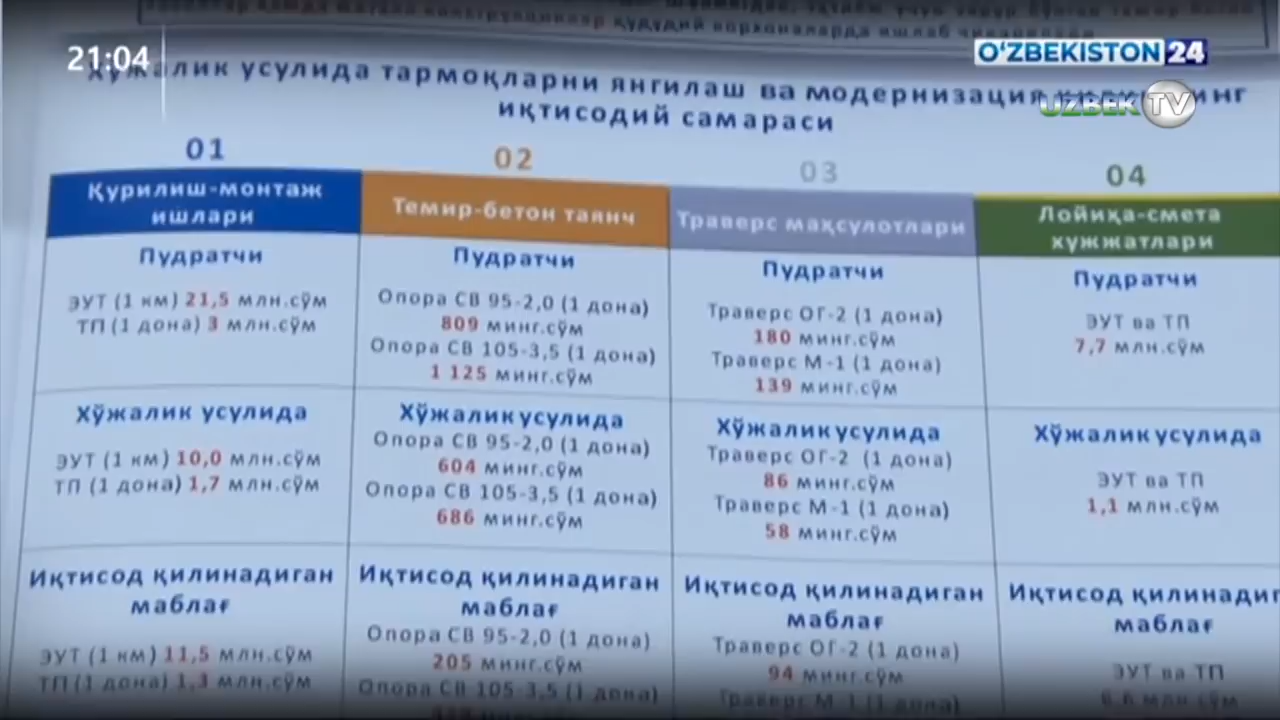 21:04
O'ZBEKISTON 24
UZBEK TV
Хўжалик усулида тармоқларни янгилаш ва модернизация
иқтисодий самараси
01
02
03
04
Қурилиш-монтаж
ишлари
Темир-бетон таянч
Траверс маҳсулотлари
Лойиҳа-смета
ҳужжатлари
Пудратчи
ЭУТ (1 км) 21,5 млн.сўм
ТП (1 дона) 3 млн.сўм
Пудратчи
Опора СВ 95-2,0 (1 дона)
809 минг.сўм
Опора СВ 105-3,5 (1 дона)
1 125 минг.сўм
Пудратчи
Траверс ОГ-2 (1 дона)
180 минг.сўм
Траверс М-1 (1 дона)
139 минг.сўм
Пудратчи
ЭУТ ва ТП
7,7 млн.сўм
Хўжалик усулида
ЭУТ (1 км) 10,0 млн.сўм
ТП (1 дона) 1,7 млн.сўм
Хўжалик усулида
Опора СВ 95-2,0 (1 дона)
604 минг.сўм
Опора СВ 105-3,5 (1 дона)
686 минг.сўм
Хўжалик усулида
Траверс ОГ-2 (1 дона)
86 минг.сўм
Траверс М-1 (1 дона)
58 минг.сўм
Хўжалик усулида
ЭУТ ва ТП
1,1 млн.сўм
Иқтисод қилинадиган
маблағ
ЭУТ (1 км) 11,5 млн.сўм
ТП (1 дона) 1,3 млн.сўм
Иқтисод қилинадиган
маблағ
Опора СВ 95-2,0 (1 дона)
205 минг.сўм
Опора СВ 105-3,5 (1 дона)
Иқтисод қилинадиган
маблағ
Траверс ОГ-2 (1 дона)
94 минг.сўм
Траверс М-1 (1 дона)
Иқтисод қилинадиг
маблағ
ЭУТ ва ТП
6,6 млн.сўм